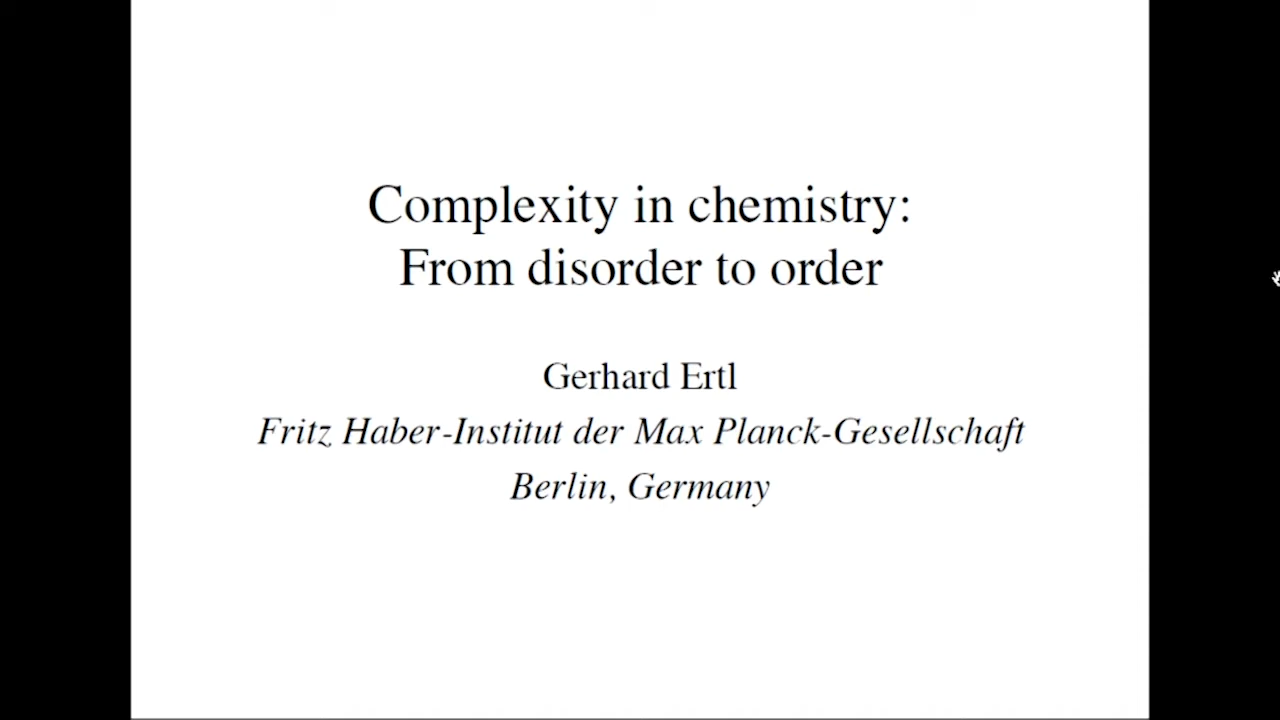 Complexity in chemistry:
From disorder to order
Gerhard Ertl
Fritz Haber-Institut der Max Planck-Gesellschaft
Berlin, Germany